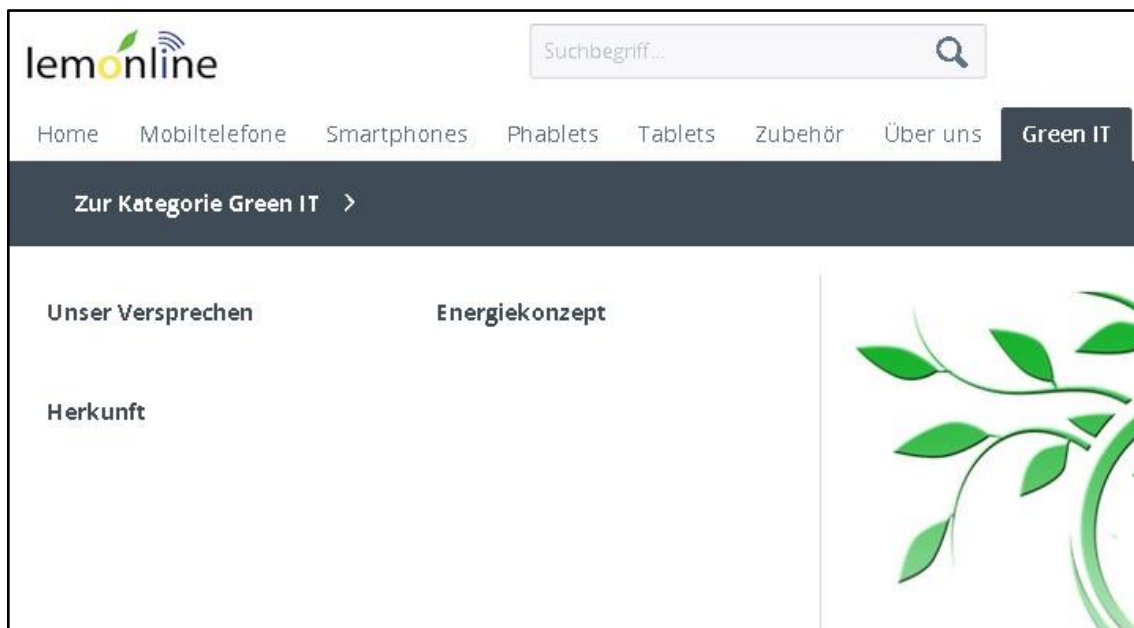 lemonline
Suchbegriff...
Home Mobiltelefone Smartphones Phablets Tablets Zubehör Über uns Green IT
Zur Kategorie Green IT >
Unser Versprechen Energiekonzept
Herkunft